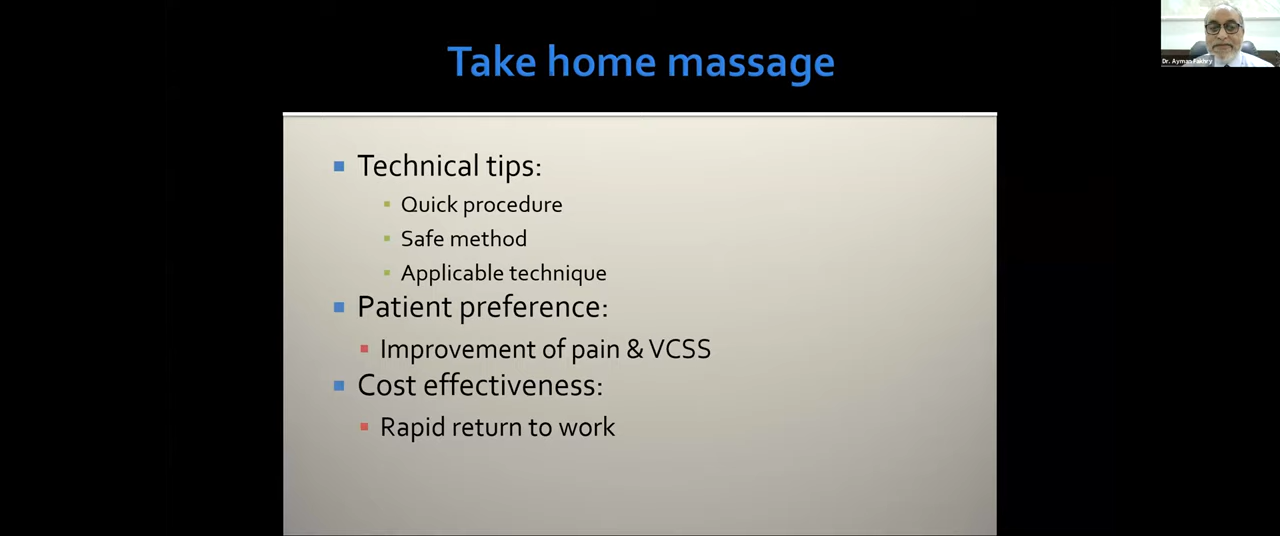 Take home massage
Dr. Ayman Fakhry
Technical tips:
Quick procedure
Safe method
Applicable technique
Patient preference:
Improvement of pain & VCSS
Cost effectiveness:
Rapid return to work